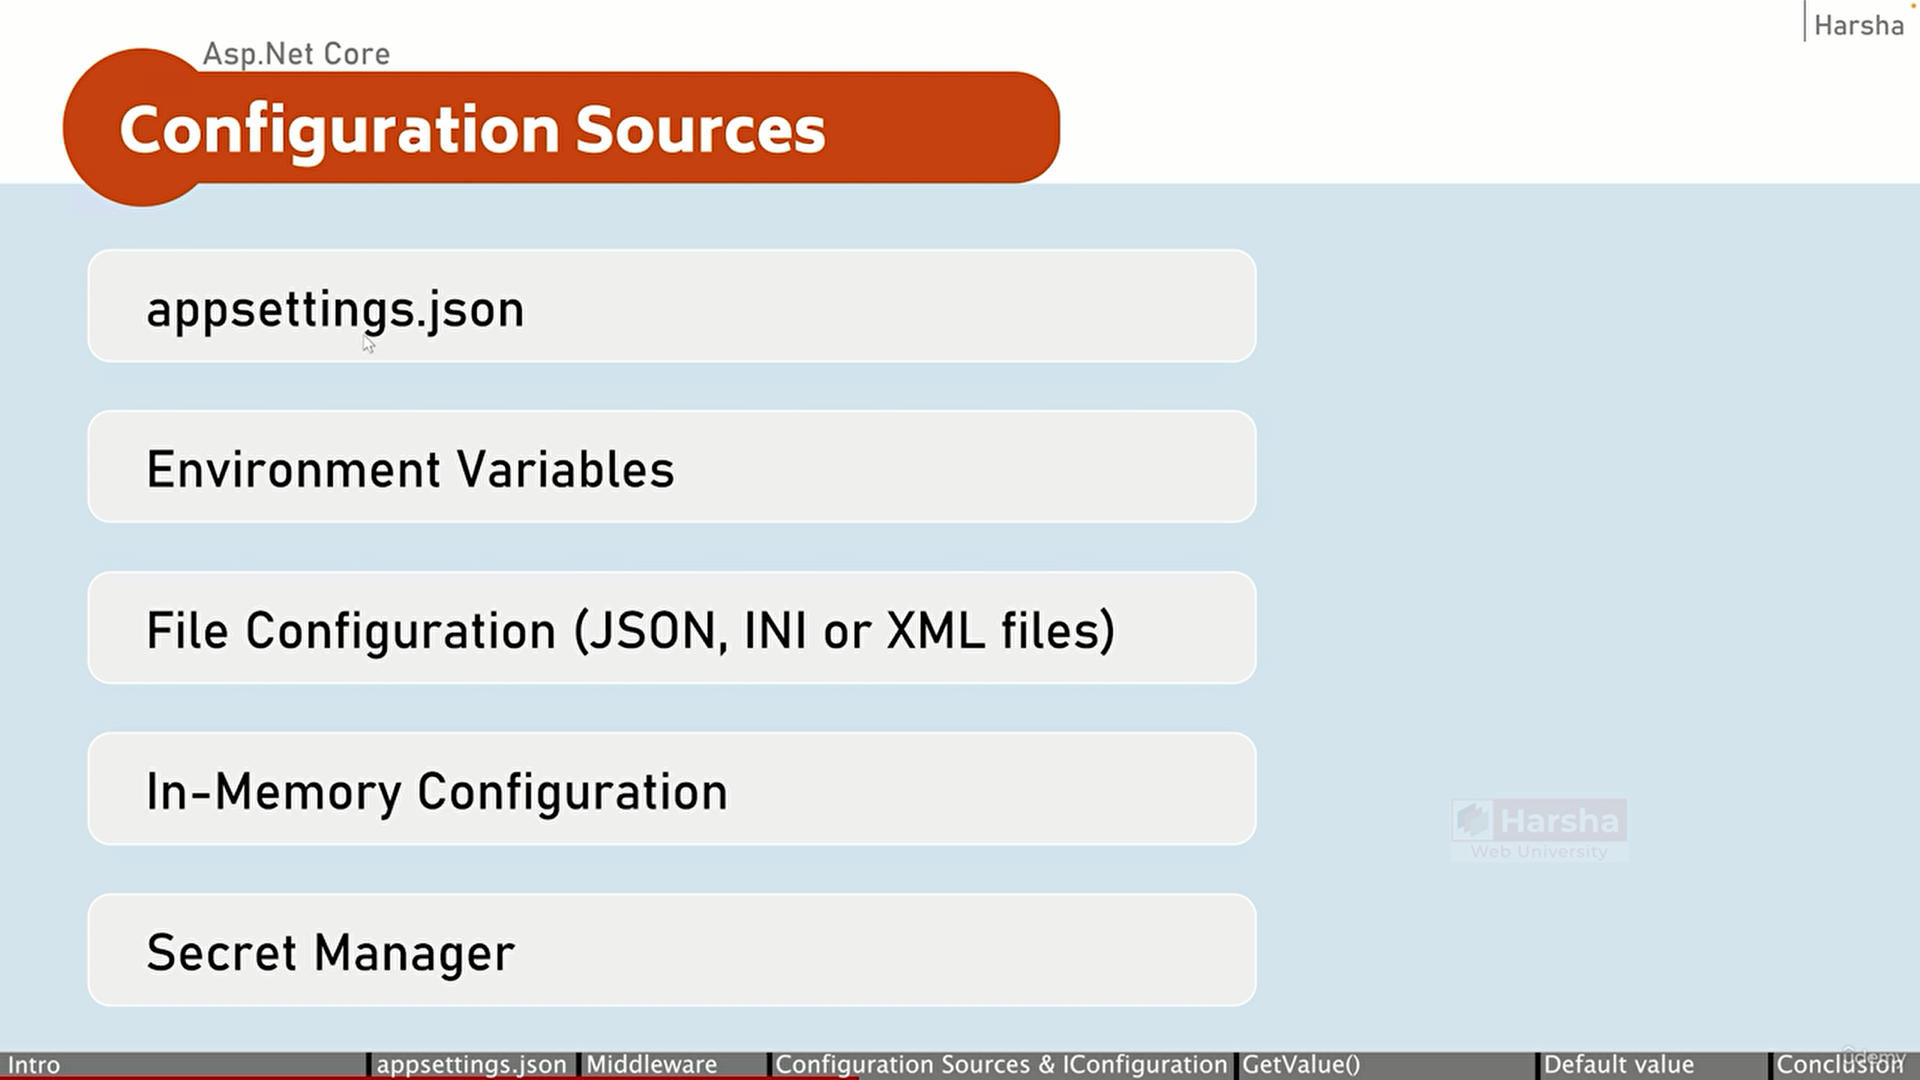 Harsha
Asp.Net Core
Configuration Sources
appsettings.json
Environment Variables
File Configuration (JSON, INI or XML files)
In-Memory Configuration
Secret Manager
Harsha
Web University
Intro
appsettings.json
Middleware
Configuration Sources & IConfiguration
GetValue()
Default value
Conclusion
ûdemy